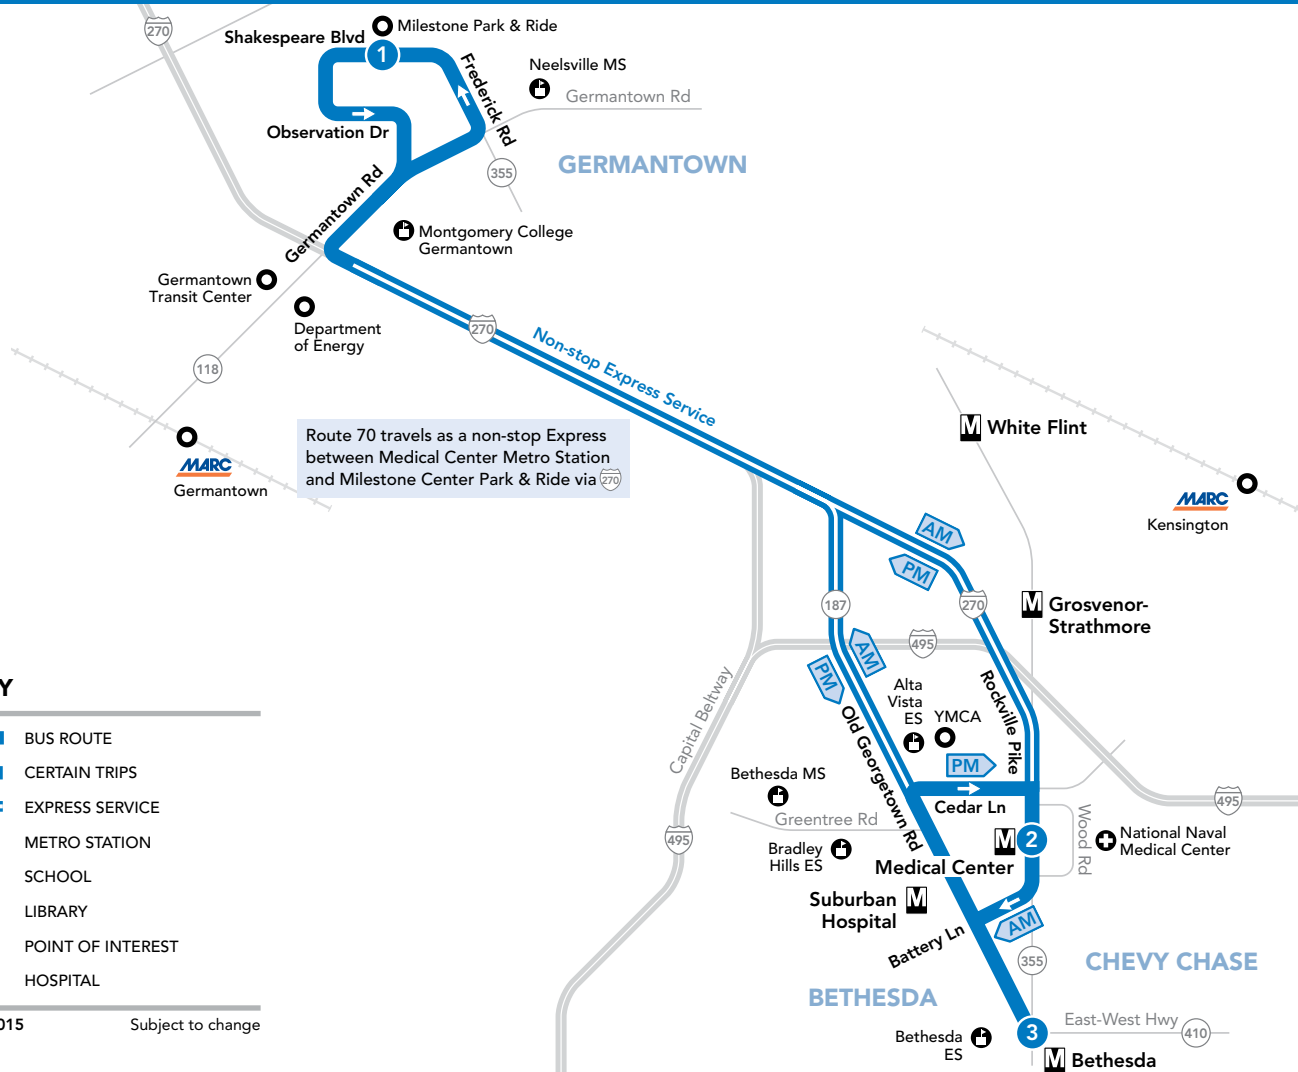 270
Milestone Park & Ride
Shakespeare Blvd
1
Frederick Rd
Neelsville MS
Germantown Rd
Observation Dr
GERMANTOWN
355
Germantown Rd
Montgomery College
Germantown
Germantown
Transit Center
Department
of Energy
270
Non-stop Express Service
118
MARC
Germantown
Route 70 travels as a non-stop Express
between Medical Center Metro Station
and Milestone Center Park & Ride via 270
M White Flint
MARC
Kensington
AM
PM
187
270
M Grosvenor-
Strathmore
495
AM
PM
Alta
Vista
ES
YMCA
Rockville Pike
Capital Beltway
Old Georgetown Rd
PM
Cedar Ln
Bethesda MS
Greentree Rd
495
495
Bradley
Hills ES
M 2
Medical Center
Wood Rd
National Naval
Medical Center
Suburban
Hospital
M
Battery Ln
AM
355
CHEVY CHASE
BETHESDA
East-West Hwy
410
3
Bethesda
ES
M Bethesda
Y
BUS ROUTE
CERTAIN TRIPS
EXPRESS SERVICE
METRO STATION
SCHOOL
LIBRARY
POINT OF INTEREST
HOSPITAL
015
Subject to change